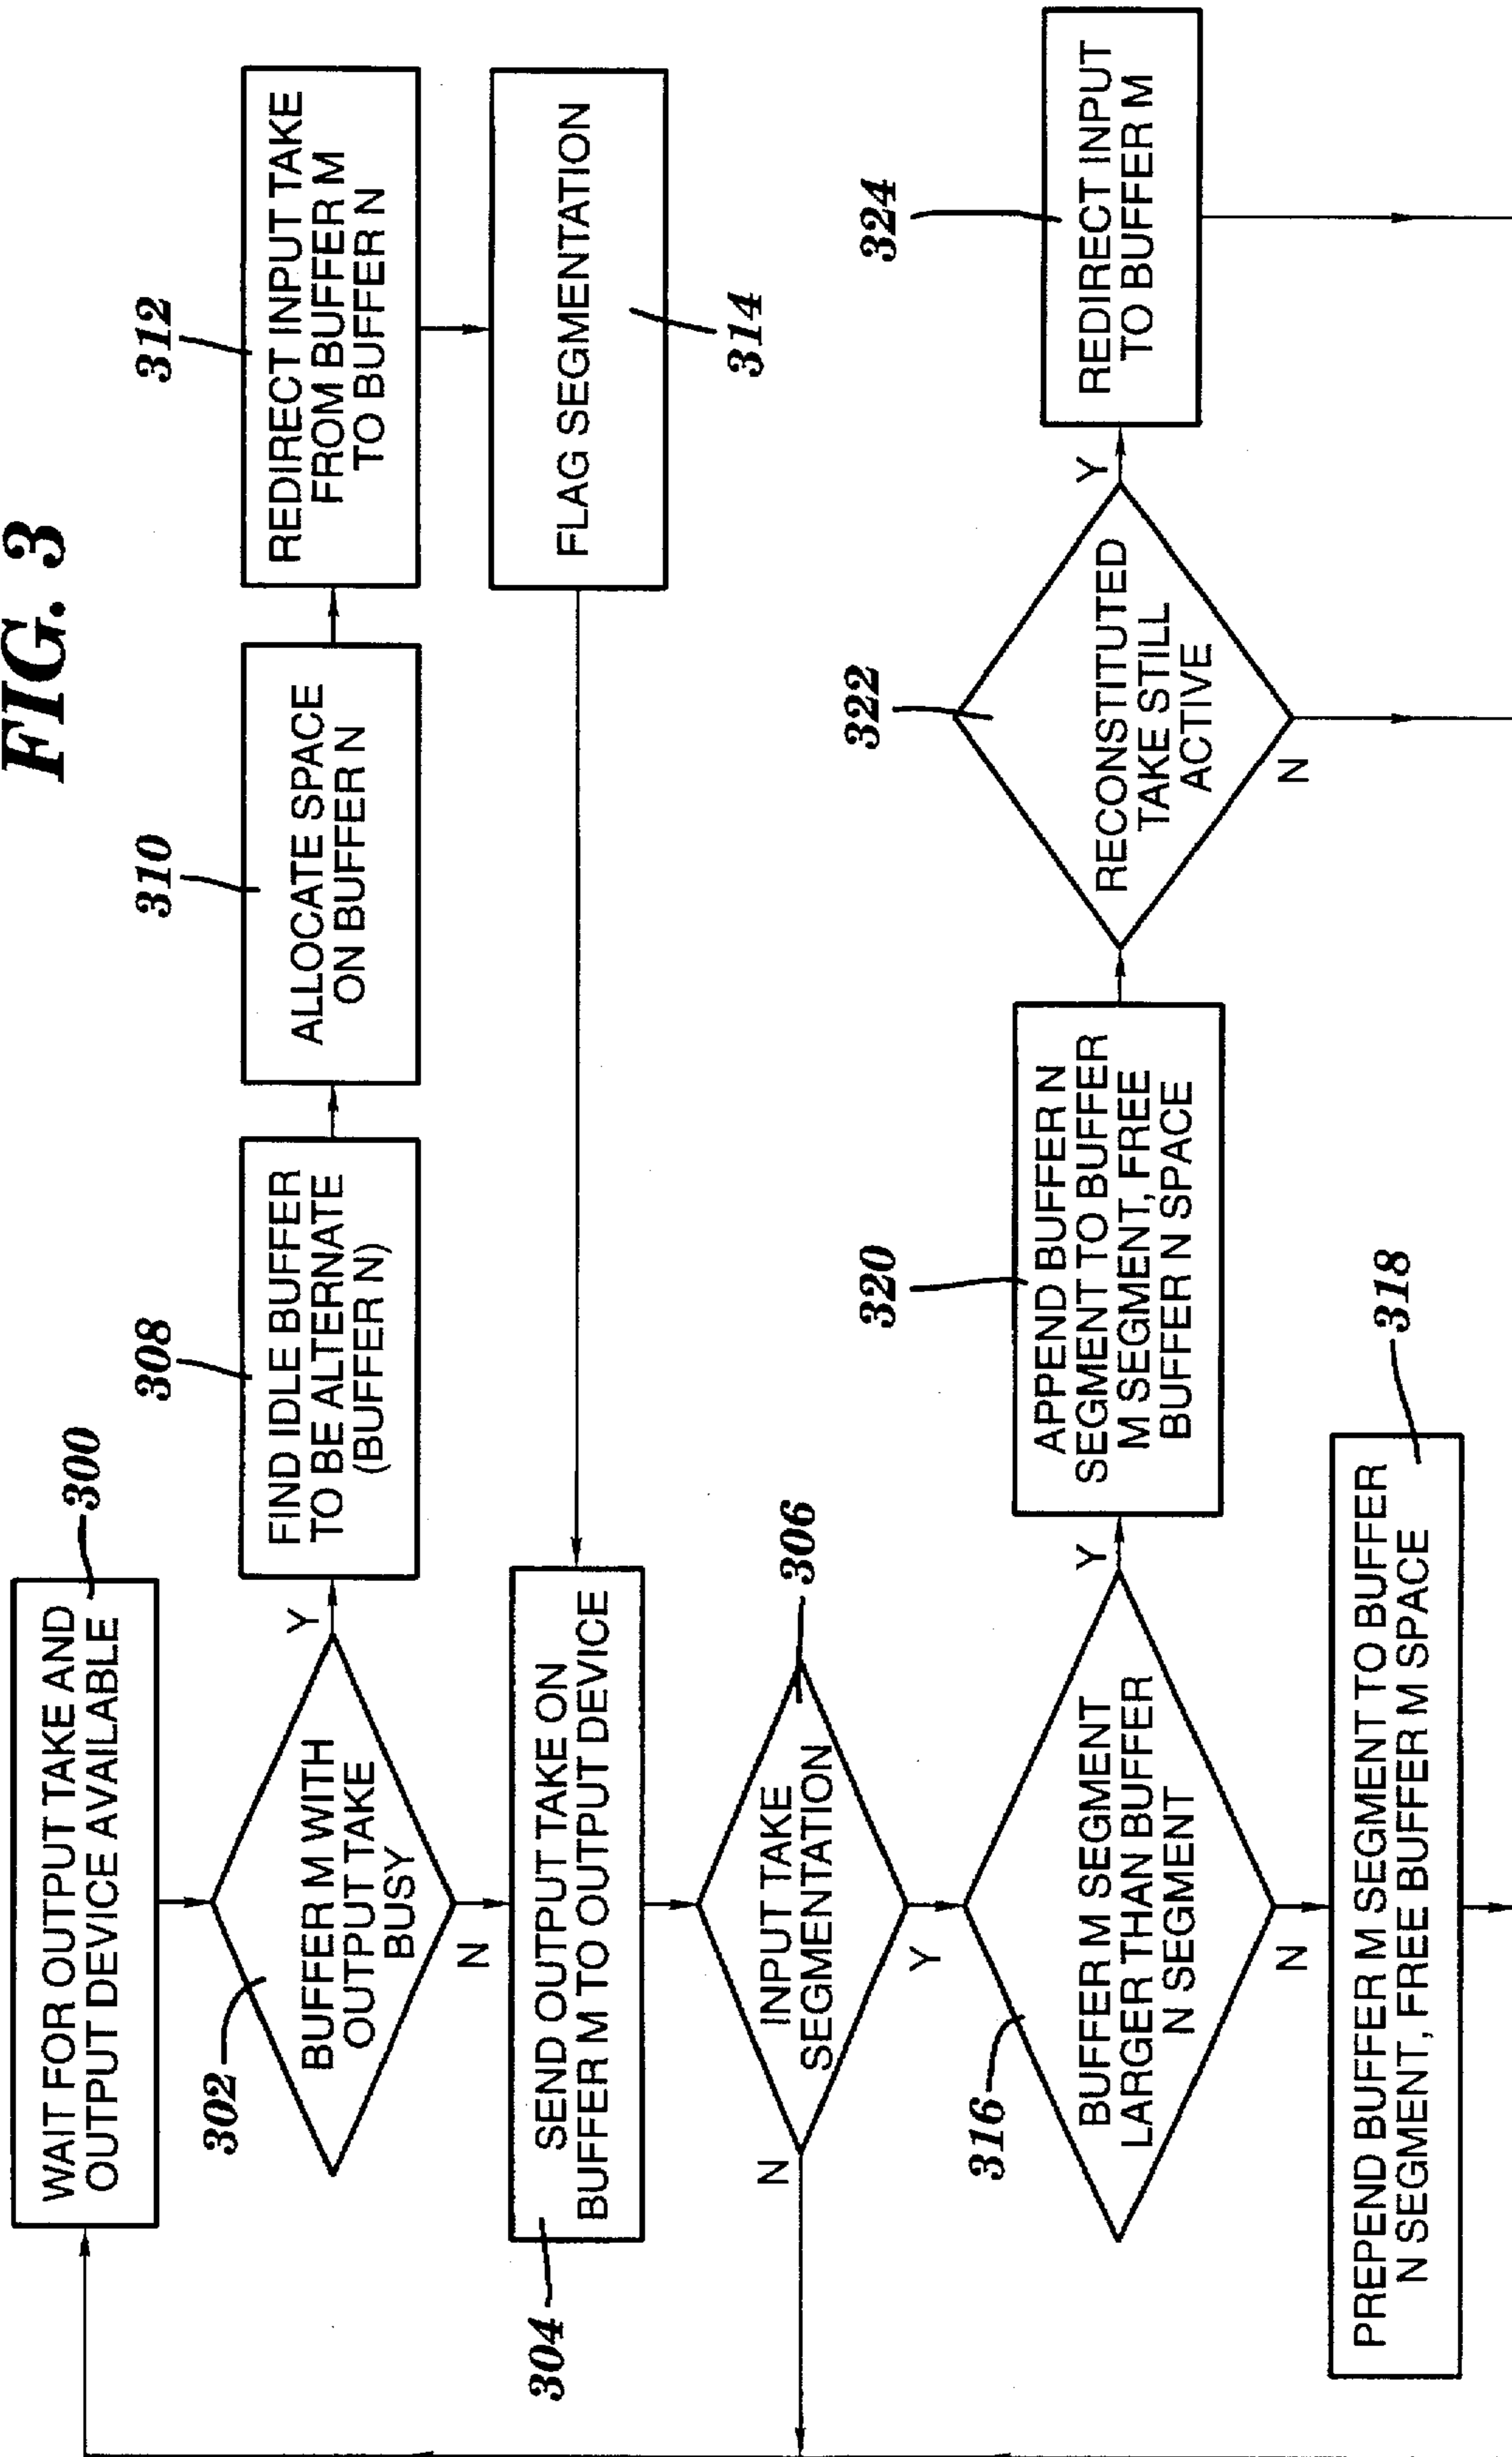 FIG. 3
300
WAIT FOR OUTPUT TAKE AND
OUTPUT DEVICE AVAILABLE
302
BUFFER M WITH
OUTPUT TAKE
BUSY
Y
N
308
FIND IDLE BUFFER
TO BE ALTERNATE
(BUFFER N)
310
ALLOCATE SPACE
ON BUFFER N
312
REDIRECT INPUT TAKE
FROM BUFFER M
TO BUFFER N
FLAG SEGMENTATION
314
304
SEND OUTPUT TAKE ON
BUFFER M TO OUTPUT DEVICE
306
INPUT TAKE
SEGMENTATION
N
Y
316
BUFFER M SEGMENT
LARGER THAN BUFFER
N SEGMENT
Y
N
320
APPEND BUFFER N
SEGMENT TO BUFFER
M SEGMENT, FREE
BUFFER N SPACE
322
RECONSTITUTED
TAKE STILL
ACTIVE
Y
N
324
REDIRECT INPUT
TO BUFFER M
318
PREPEND BUFFER M SEGMENT TO BUFFER
N SEGMENT, FREE BUFFER M SPACE